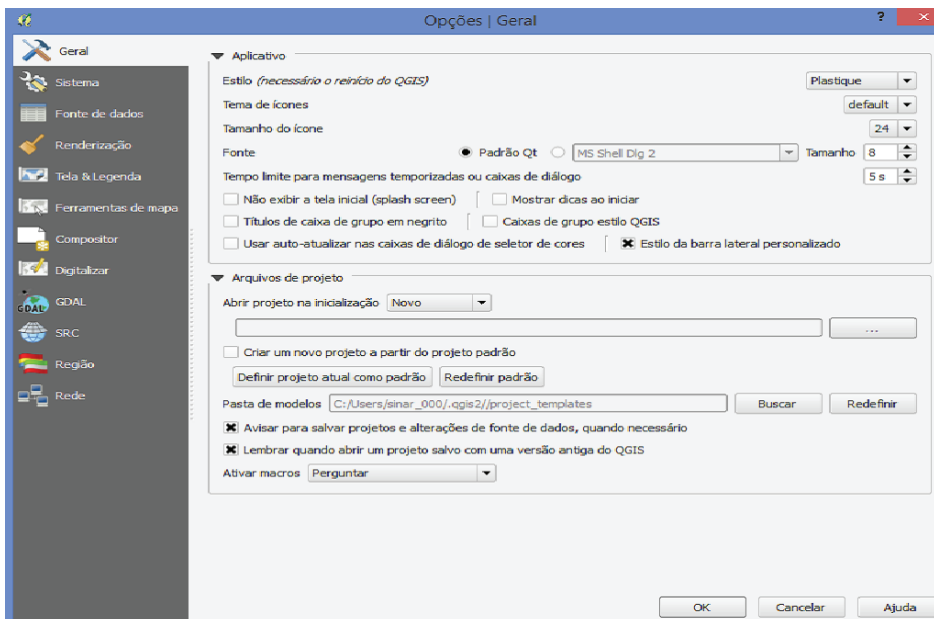 Opções | Geral
?
Geral
Sistema
Fonte de dados
Renderização
Tela & Legenda
Ferramentas de mapa
Compositor
Digitalizar
GDAL GDAL
SRC
Região
Rede
Aplicativo
Estilo (necessário o reinício do QGIS) Plastique
Tema de ícones default
Tamanho do ícone 24
Fonte Padrão Qt MS Shell Dlg 2 Tamanho 8
Tempo limite para mensagens temporizadas ou caixas de diálogo 5 s
Não exibir a tela inicial (splash screen) Mostrar dicas ao iniciar
Títulos de caixa de grupo em negrito Caixas de grupo estilo QGIS
Usar auto-atualizar nas caixas de diálogo de seletor de cores Estilo da barra lateral personalizado
Arquivos de projeto
Abrir projeto na inicialização Novo
...
Criar um novo projeto a partir do projeto padrão
Definir projeto atual como padrão Redefinir padrão
Pasta de modelos C:/Users/sinar_000/.qgis2//project_templates Buscar Redefinir
Avisar para salvar projetos e alterações de fonte de dados, quando necessário
Lembrar quando abrir um projeto salvo com uma versão antiga do QGIS
Ativar macros Perguntar
OK Cancelar Ajuda